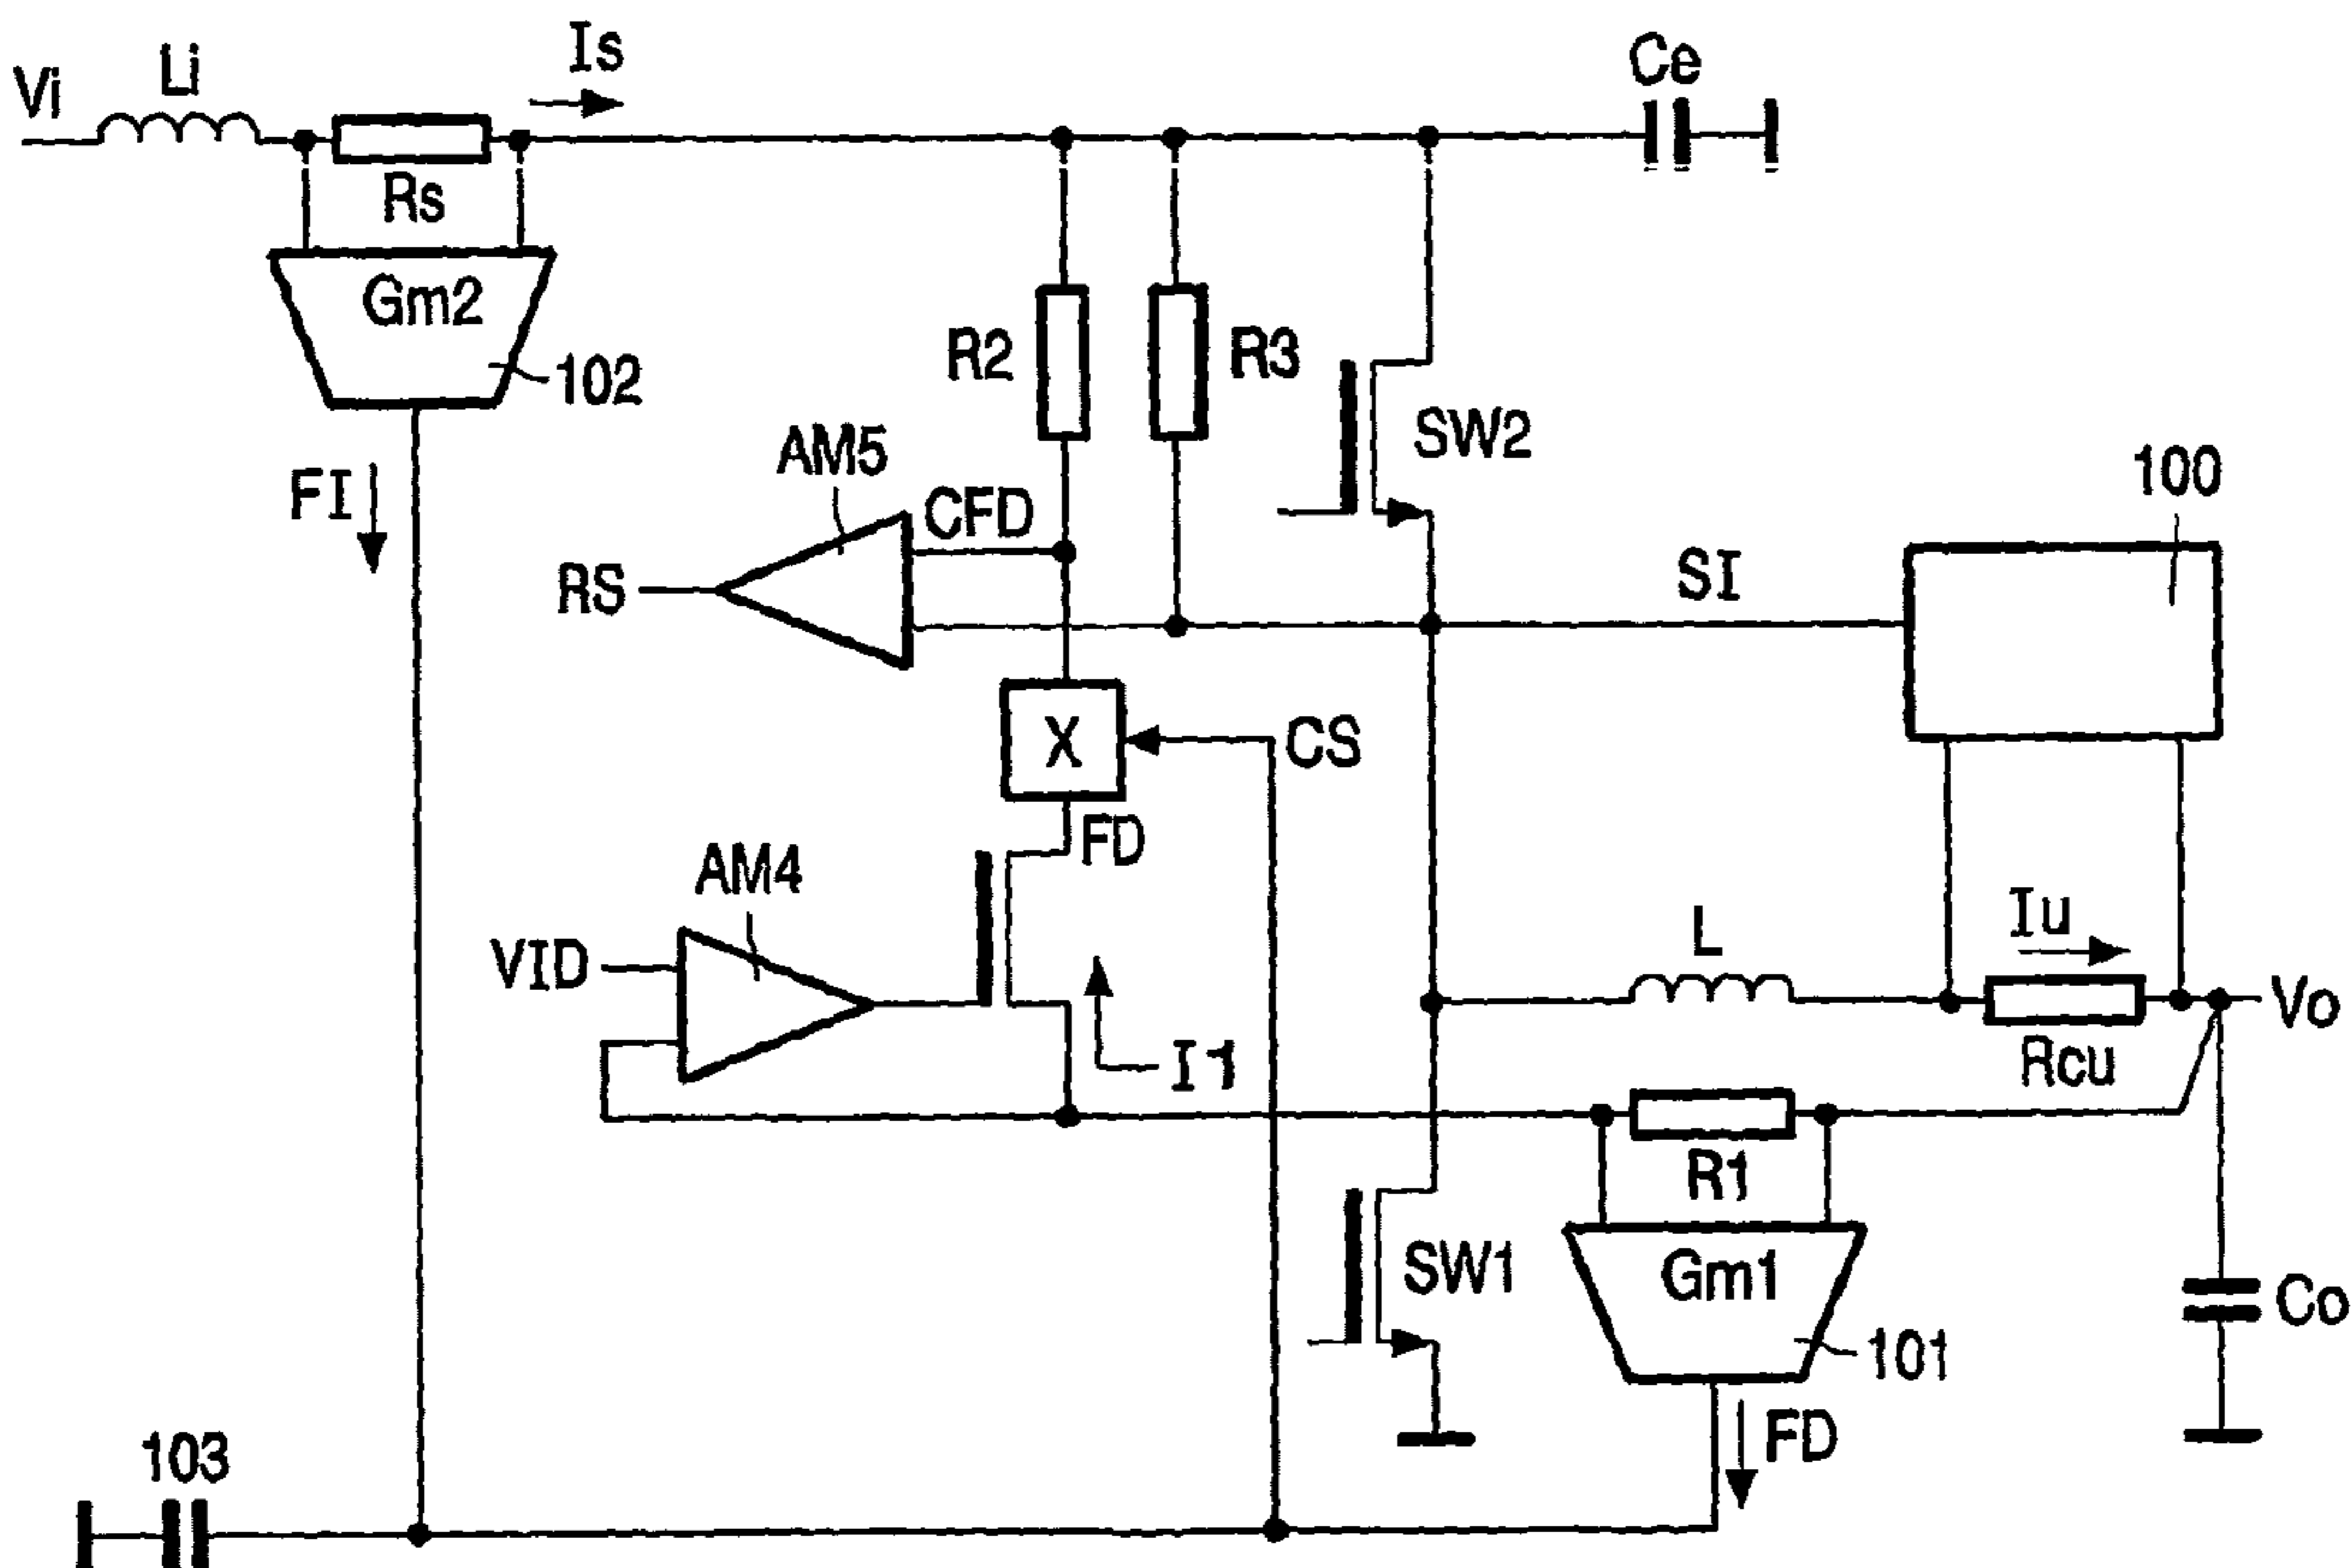 Vi
Li
Is
Ce
Rs
Gm2
102
R2
R3
SW2
FI
AM5
CFD
RS
SI
100
X
CS
FD
AM4
VID
I1
L
Iu
Vo
Rcu
R1
SW1
Gm1
101
Co
FD
103